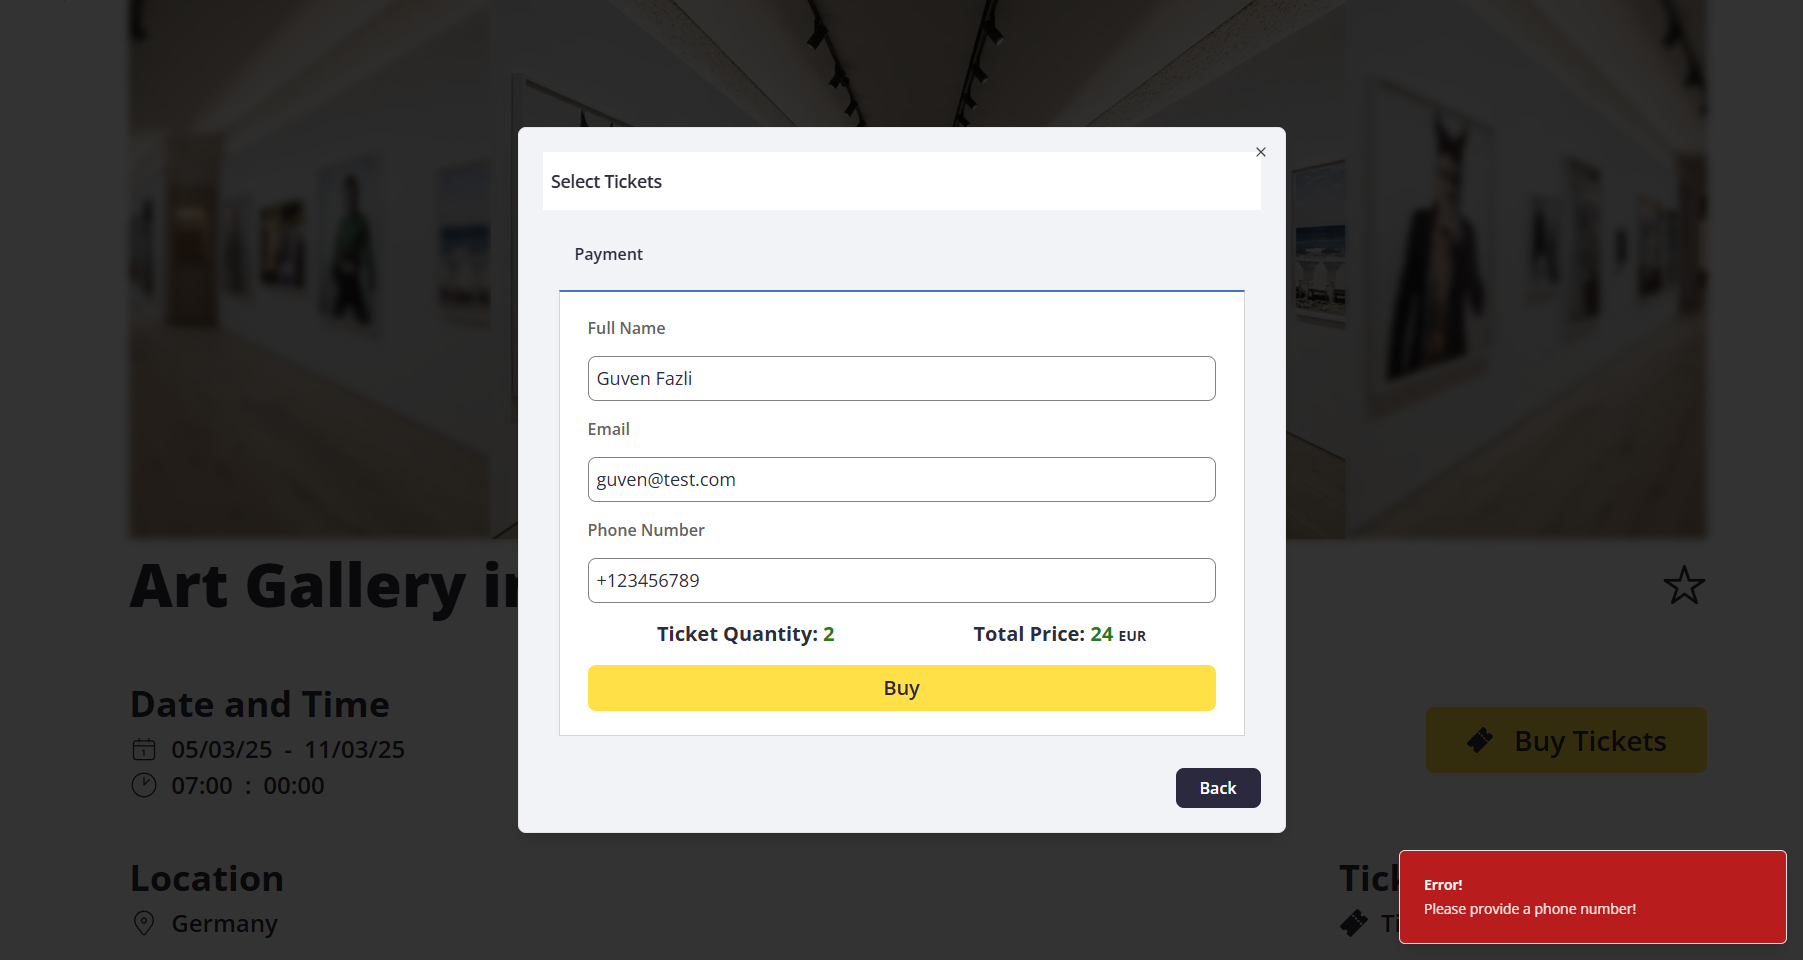 ×
Select Tickets
Payment
Full Name
Guven Fazli
Email
guven@test.com
Phone Number
+123456789
Ticket Quantity: 2
Total Price: 24 EUR
Buy
Back
Art Gallery
Date and Time
05/03/25 - 11/03/25
07:00 : 00:00
Buy Tickets
Location
Germany
Error!
Please provide a phone number!